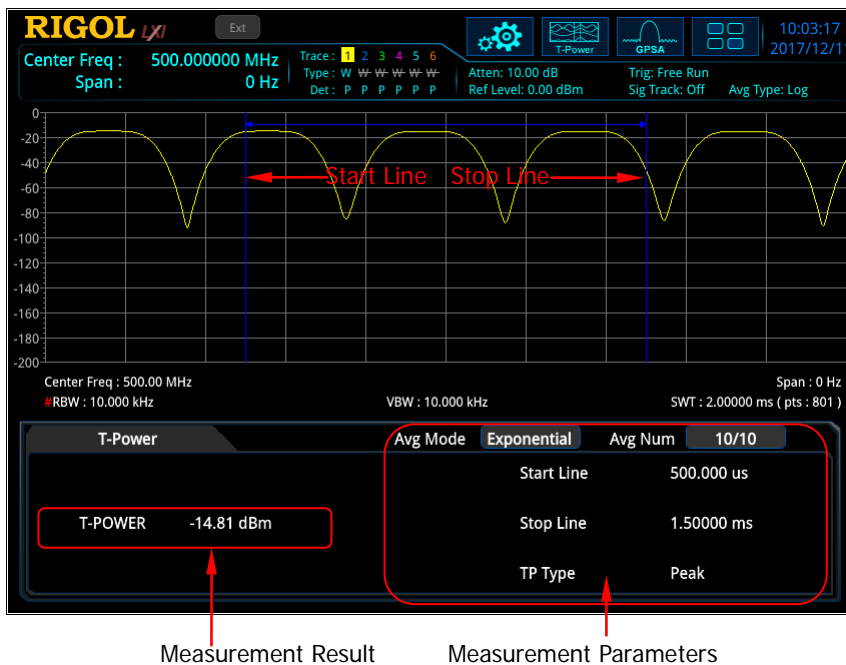 RIGOL LXI Ext T-Power GPSA 10:03:17
2017/12/1
Center Freq : 500.000000 MHz
Span : 0 Hz
Trace : 1 2 3 4 5 6
Type : W W W W W W
Det : P P P P P P
Atten: 10.00 dB
Ref Level: 0.00 dBm
Trig: Free Run
Sig Track: Off Avg Type: Log
0
-20
-40
-60
-80
-100
-120
-140
-160
-180
-200
Start Line Stop Line
Center Freq : 500.00 MHz Span : 0 Hz
#RBW : 10.000 kHz VBW : 10.000 kHz SWT : 2.00000 ms ( pts : 801 )
T-Power
Avg Mode Exponential Avg Num 10/10
Start Line 500.000 us
T-POWER -14.81 dBm
Stop Line 1.50000 ms
TP Type Peak
Measurement Result Measurement Parameters